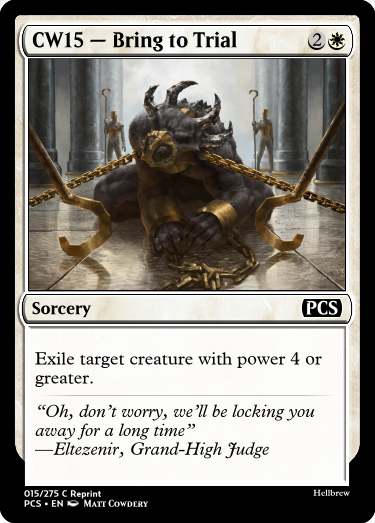 CW15 — Bring to Trial 2
Sorcery PCS
Exile target creature with power 4 or
greater.
“Oh, don’t worry, we’ll be locking you
away for a long time”
—Eltezenir, Grand-High Judge
015/275 C Reprint Hellbrew
PCS • EN Matt Cowdery